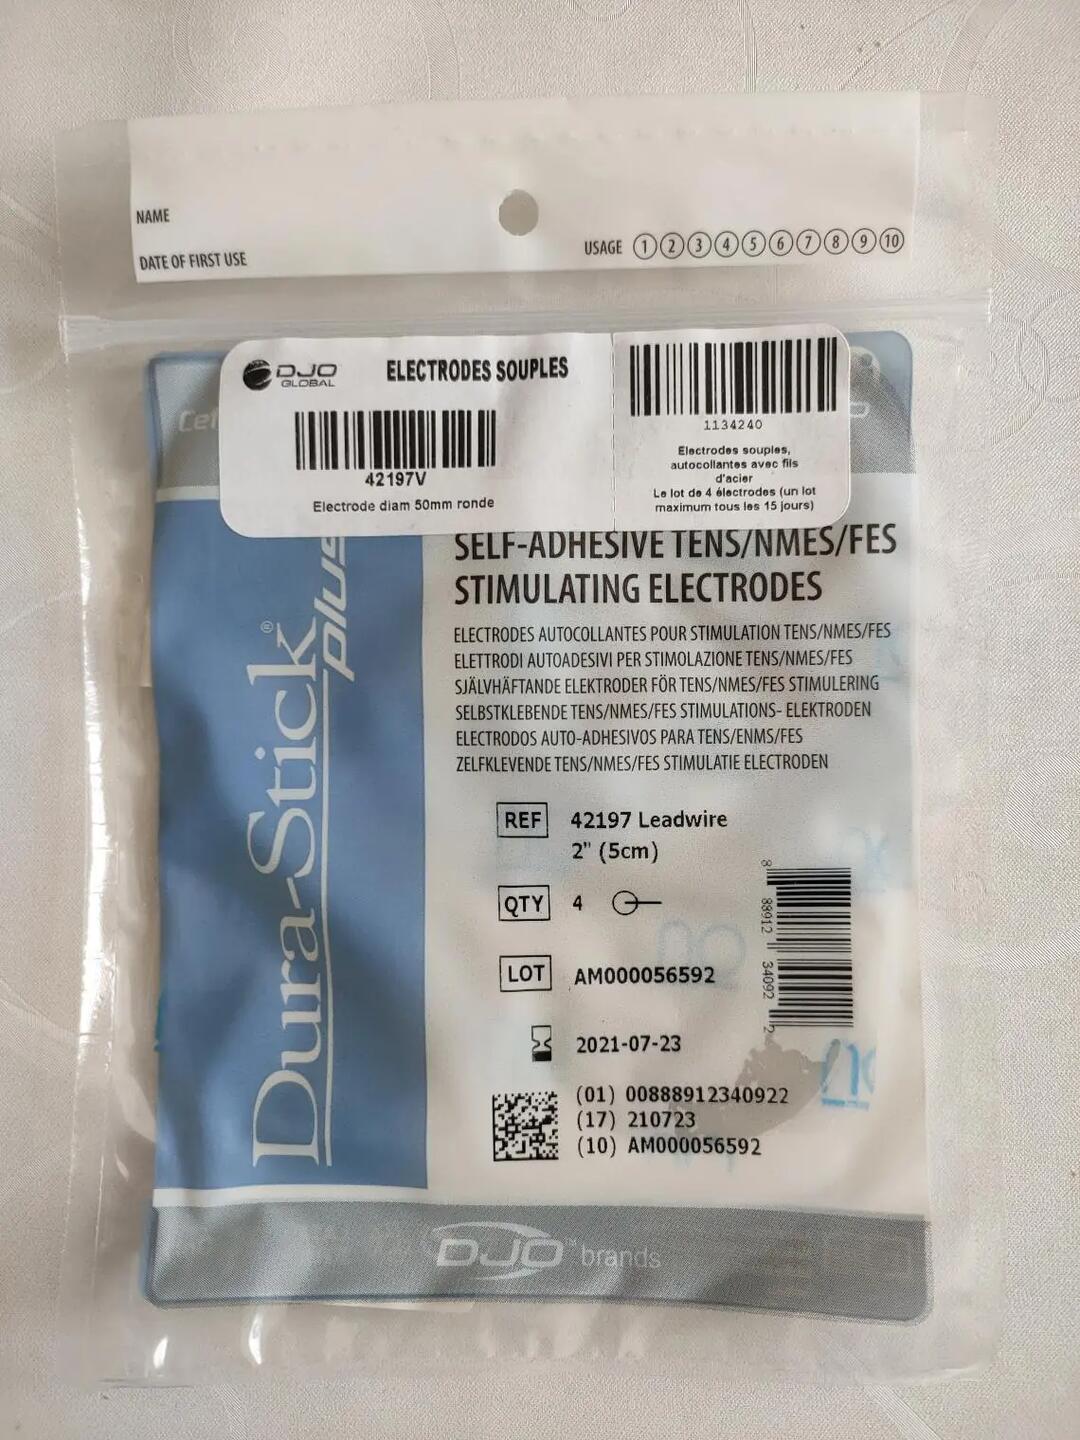 NAME
DATE OF FIRST USE
USAGE 1 2 3 4 5 6 7 8 9 10
DJO
GLOBAL
ELECTRODES SOUPLES
42197V
Electrode diam 50mm ronde
1134240
Electrodes souples,
autocollantes avec fils
d'acier
Le lot de 4 électrodes (un lot
maximum tous les 15 jours)
Cef
Dura-Stick®
plus
SELF-ADHESIVE TENS/NMES/FES
STIMULATING ELECTRODES
ELECTRODES AUTOCOLLANTES POUR STIMULATION TENS/NMES/FES
ELETTRODI AUTOADESIVI PER STIMOLAZIONE TENS/NMES/FES
SJÄLVHÄFTANDE ELEKTRODER FÖR TENS/NMES/FES STIMULERING
SELBSTKLEBENDE TENS/NMES/FES STIMULATIONS- ELEKTRODEN
ELECTRODOS AUTO-ADHESIVOS PARA TENS/ENMS/FES
ZELFKLEVENDE TENS/NMES/FES STIMULATIE ELECTRODEN
REF 42197 Leadwire
2" (5cm)
QTY 4
LOT AM000056592
2021-07-23
(01) 00888912340922
(17) 210723
(10) AM000056592
8 88912 34092 2
DJO™ brands